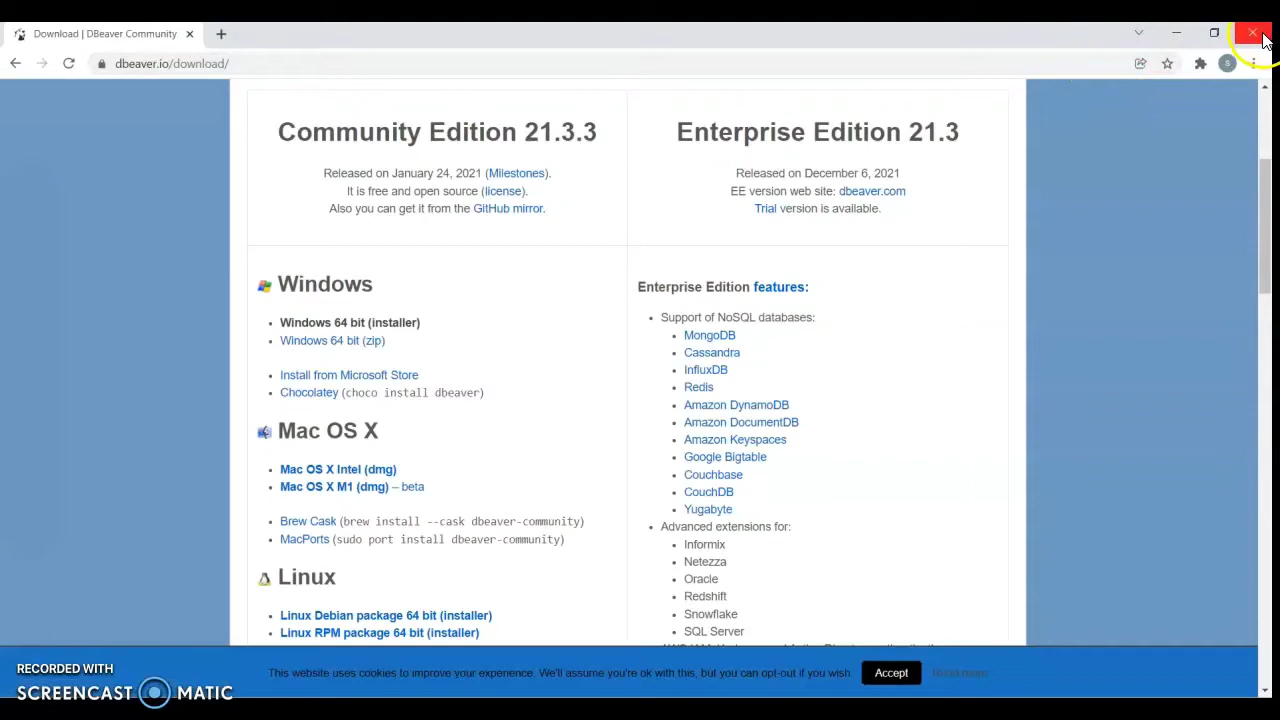 Download | DBeaver Community
dbeaver.io/download/
S
Community Edition 21.3.3
Released on January 24, 2021 (Milestones).
It is free and open source (license).
Also you can get it from the GitHub mirror.
Enterprise Edition 21.3
Released on December 6, 2021
EE version web site: dbeaver.com
Trial version is available.
Windows
Windows 64 bit (installer)
Windows 64 bit (zip)
Install from Microsoft Store
Chocolatey (choco install dbeaver)
Mac OS X
Mac OS X Intel (dmg)
Mac OS X M1 (dmg) – beta
Brew Cask (brew install --cask dbeaver-community)
MacPorts (sudo port install dbeaver-community)
Linux
Linux Debian package 64 bit (installer)
Linux RPM package 64 bit (installer)
Enterprise Edition features:
Support of NoSQL databases:
MongoDB
Cassandra
InfluxDB
Redis
Amazon DynamoDB
Amazon DocumentDB
Amazon Keyspaces
Google Bigtable
Couchbase
CouchDB
Yugabyte
Advanced extensions for:
Informix
Netezza
Oracle
Redshift
Snowflake
SQL Server
This website uses cookies to improve your experience. We'll assume you're ok with this, but you can opt-out if you wish.
Accept
Read more
RECORDED WITH
SCREENCAST MATIC